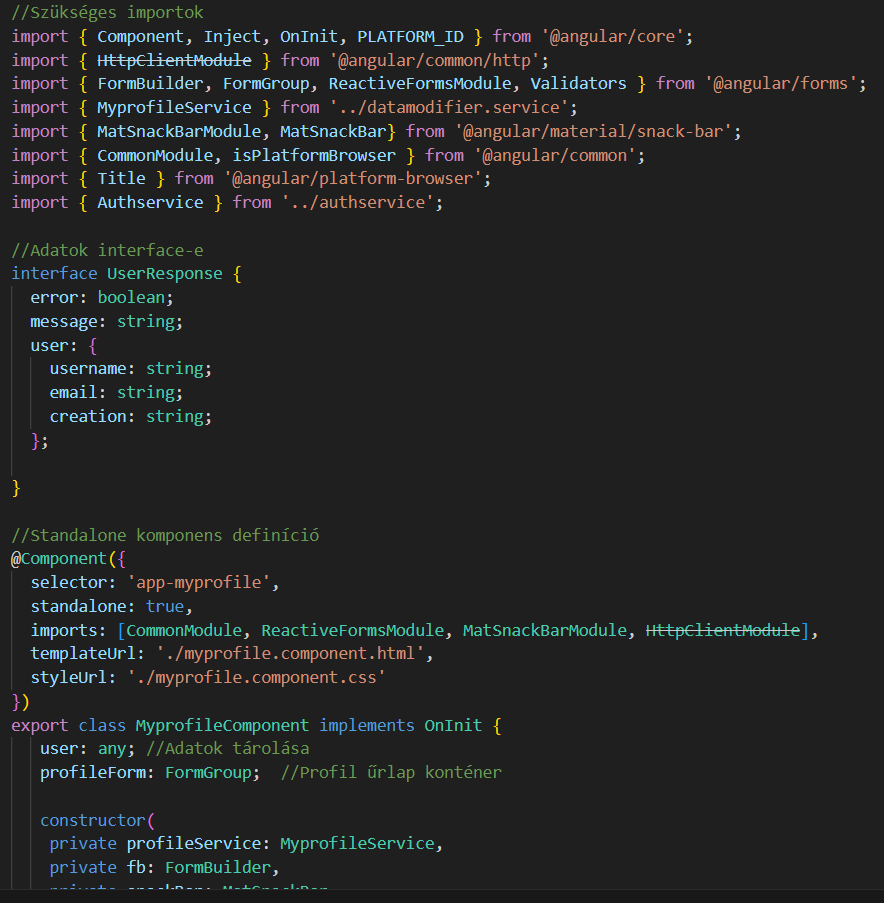 //Szükséges importok
import { Component, Inject, OnInit, PLATFORM_ID } from '@angular/core';
import { HttpClientModule } from '@angular/common/http';
import { FormBuilder, FormGroup, ReactiveFormsModule, Validators } from '@angular/forms';
import { MyprofileService } from '../datamodifier.service';
import { MatSnackBarModule, MatSnackBar} from '@angular/material/snack-bar';
import { CommonModule, isPlatformBrowser } from '@angular/common';
import { Title } from '@angular/platform-browser';
import { Authservice } from '../authservice';

//Adatok interface-e
interface UserResponse {
  error: boolean;
  message: string;
  user: {
    username: string;
    email: string;
    creation: string;
  };

}

//Standalone komponens definíció
@Component({
  selector: 'app-myprofile',
  standalone: true,
  imports: [CommonModule, ReactiveFormsModule, MatSnackBarModule, HttpClientModule],
  templateUrl: './myprofile.component.html',
  styleUrl: './myprofile.component.css'
})
export class MyprofileComponent implements OnInit {
   user: any; //Adatok tárolása
   profileForm: FormGroup;  //Profil űrlap konténer

   constructor(
    private profileService: MyprofileService,
    private fb: FormBuilder,